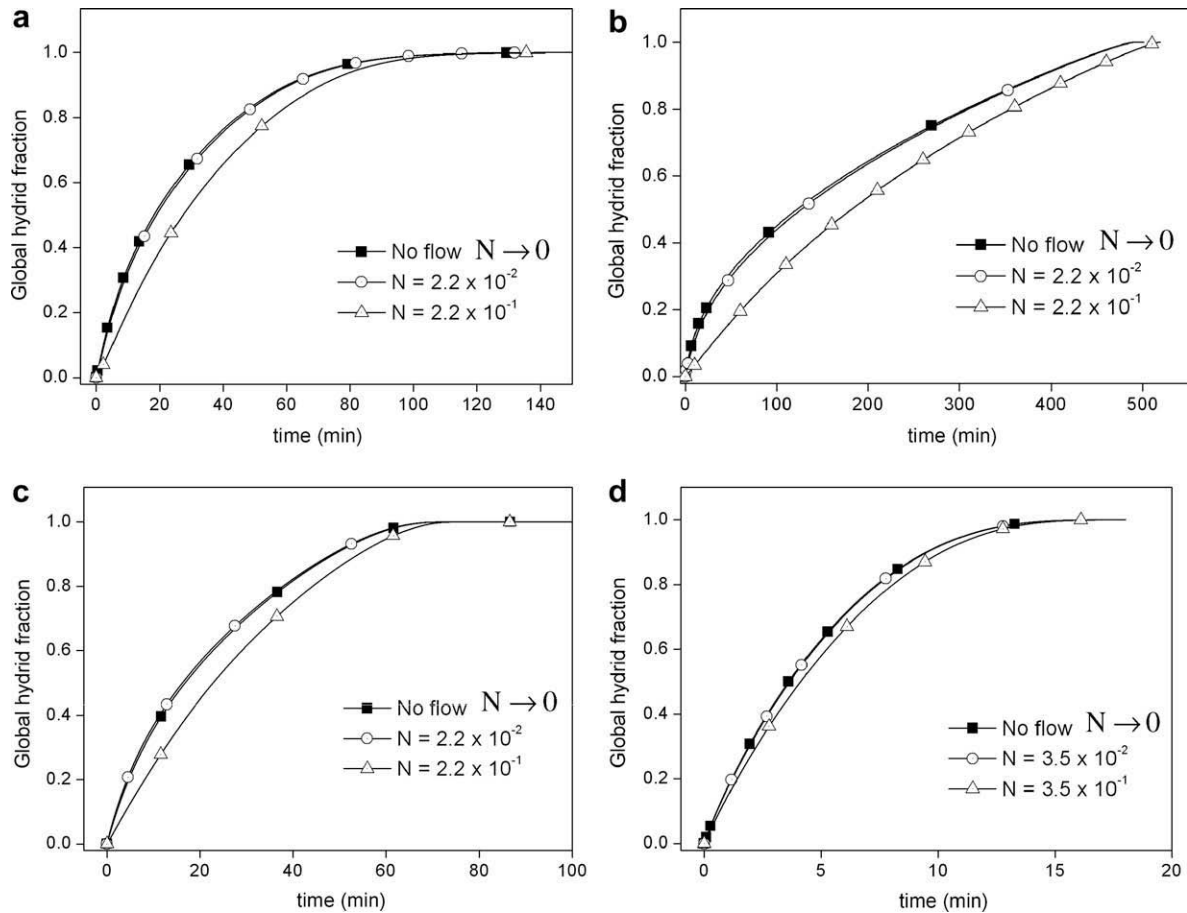 a
1.0
0.8
0.6
0.4
0.2
0.0
Global hydrid fraction
No flow N → 0
N = 2.2 x 10⁻²
N = 2.2 x 10⁻¹
0 20 40 60 80 100 120 140
time (min)
b
1.0
0.8
0.6
0.4
0.2
0.0
Global hydrid fraction
No flow N → 0
N = 2.2 x 10⁻²
N = 2.2 x 10⁻¹
0 100 200 300 400 500
time (min)
c
1.0
0.8
0.6
0.4
0.2
0.0
Global hydrid fraction
No flow N → 0
N = 2.2 x 10⁻²
N = 2.2 x 10⁻¹
0 20 40 60 80 100
time (min)
d
1.0
0.8
0.6
0.4
0.2
0.0
Global hydrid fraction
No flow N → 0
N = 3.5 x 10⁻²
N = 3.5 x 10⁻¹
0 5 10 15 20
time (min)